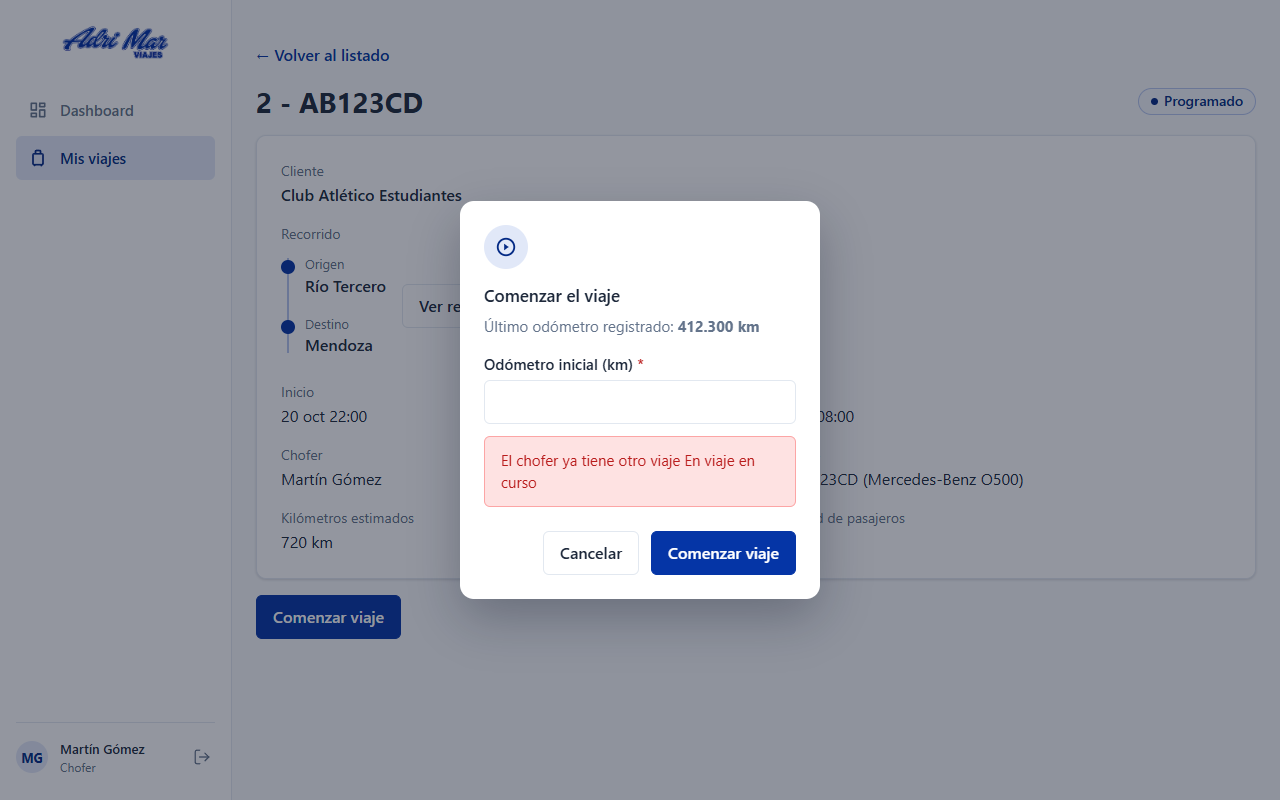 Adri Mar
VIAJES
Dashboard
Mis viajes
← Volver al listado
2 - AB123CD
Programado
Cliente
Club Atlético Estudiantes
Recorrido
Origen
Río Tercero
Destino
Mendoza
Ver re
Inicio
20 oct 22:00
08:00
Chofer
Martín Gómez
23CD (Mercedes-Benz O500)
Kilómetros estimados
720 km
de pasajeros
Comenzar el viaje
Último odómetro registrado: 412.300 km
Odómetro inicial (km) *
El chofer ya tiene otro viaje En viaje en
curso
Cancelar
Comenzar viaje
Comenzar viaje
MG
Martín Gómez
Chofer